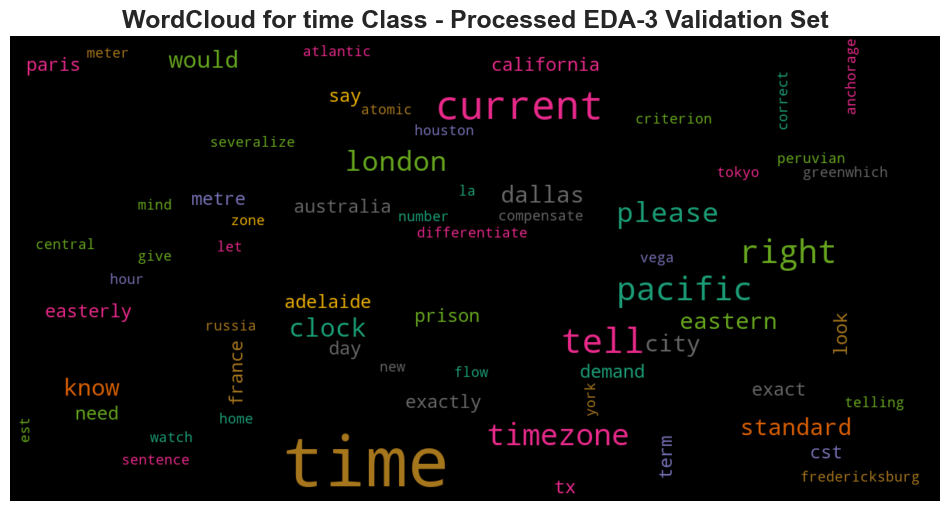 WordCloud for time Class - Processed EDA-3 Validation Set
meter
atlantic
paris
would
california
anchorage
say
atomic
current
correct
criterion
houston
severalize
london
peruvian
tokyo
greenwhich
la
metre
dallas
mind
australia
number
compensate
please
zone
differentiate
central
let
right
give
vega
hour
pacific
adelaide
easterly
prison
eastern
russia
clock
tell
city
look
day
france
new
flow
demand
know
exactly
york
exact
need
telling
home
est
watch
time
timezone
standard
term
cst
sentence
fredericksburg
tx